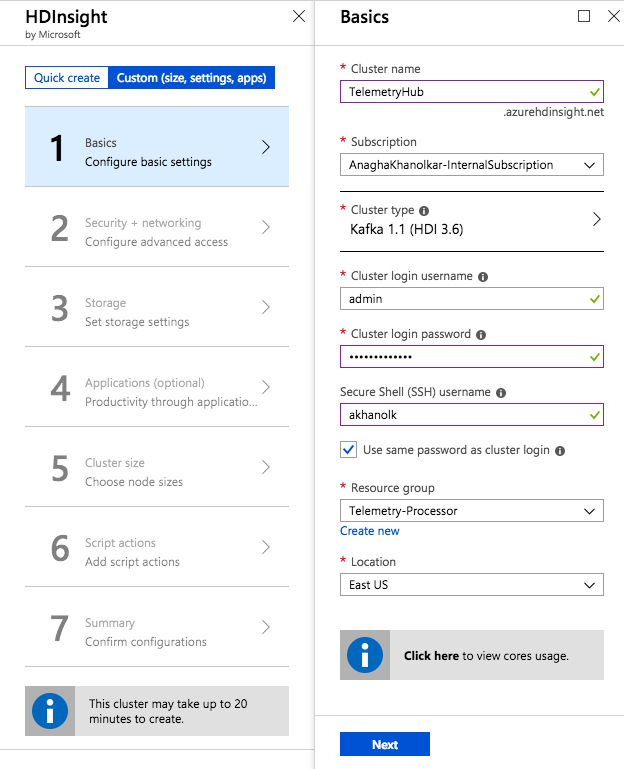 HDInsight
by Microsoft
Quick create
Custom (size, settings, apps)
1
Basics
Configure basic settings
2
Security + networking
Configure advanced access
3
Storage
Set storage settings
4
Applications (optional)
Productivity through applicatio...
5
Cluster size
Choose node sizes
6
Script actions
Add script actions
7
Summary
Confirm configurations
This cluster may take up to 20
minutes to create.
Basics
* Cluster name
TelemetryHub
.azurehdinsight.net
* Subscription
AnaghaKhanolkar-InternalSubscription
* Cluster type
Kafka 1.1 (HDI 3.6)
* Cluster login username
admin
* Cluster login password
•••••••••••••
Secure Shell (SSH) username
akhanolk
Use same password as cluster login
* Resource group
Telemetry-Processor
Create new
* Location
East US
Click here to view cores usage.
Next